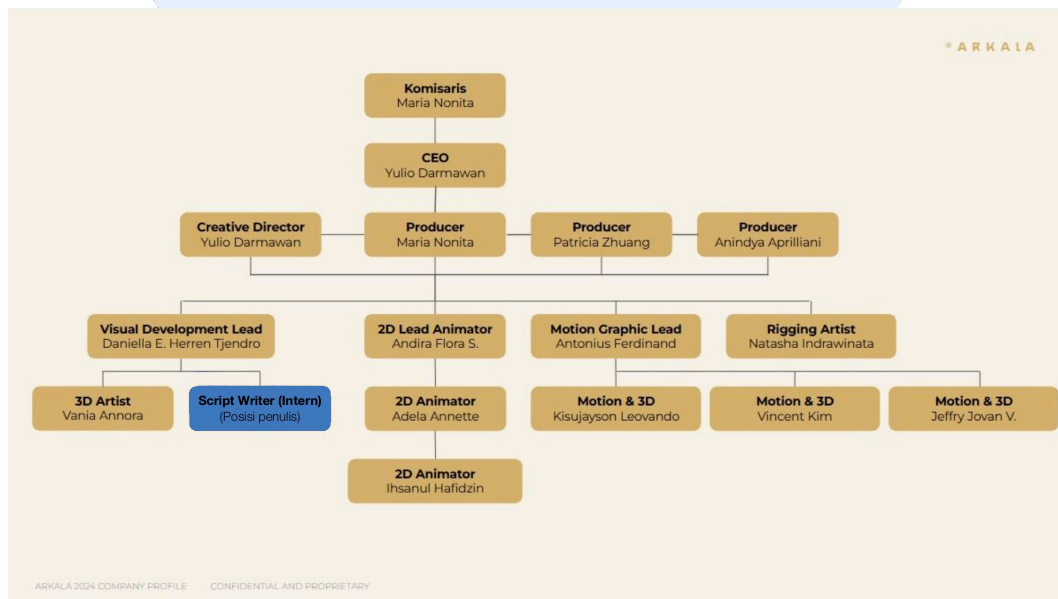 ARKALA
Komisaris
Maria Nonita
CEO
Yulio Darmawan
Creative Director
Yulio Darmawan
Producer
Maria Nonita
Producer
Patricia Zhuang
Producer
Anindya Aprilliani
Visual Development Lead
Daniella E. Herren Tjendro
2D Lead Animator
Andira Flora S.
Motion Graphic Lead
Antonius Ferdinand
Rigging Artist
Natasha Indrawinata
3D Artist
Vania Annora
Script Writer (Intern)
(Posisi penulis)
2D Animator
Adela Annette
Motion & 3D
Kisujayson Leovando
Motion & 3D
Vincent Kim
Motion & 3D
Jeffry Jovan V.
2D Animator
Ihsanul Hafidzin
ARKALA 2024 COMPANY PROFILE CONFIDENTIAL AND PROPRIETARY